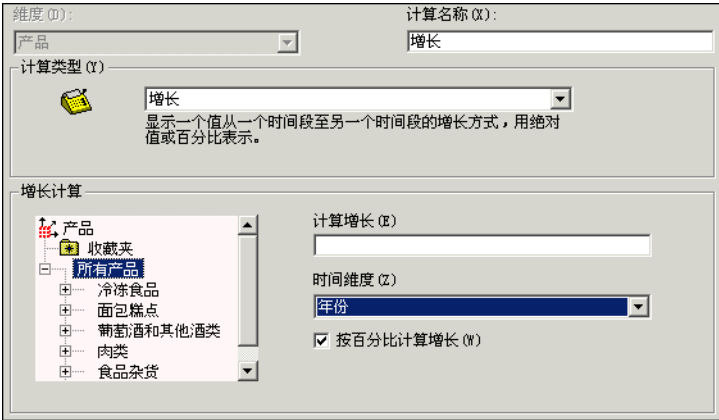 维度(D):
计算名称(X):
产品
增长
计算类型(Y)
增长
显示一个值从一个时间段至另一个时间段的增长方式，用绝对
值或百分比表示。
增长计算
产品
收藏夹
所有产品
冷冻食品
面包糕点
葡萄酒和其他酒类
肉类
食品杂货
计算增长(E)
时间维度(Z)
年份
按百分比计算增长(W)